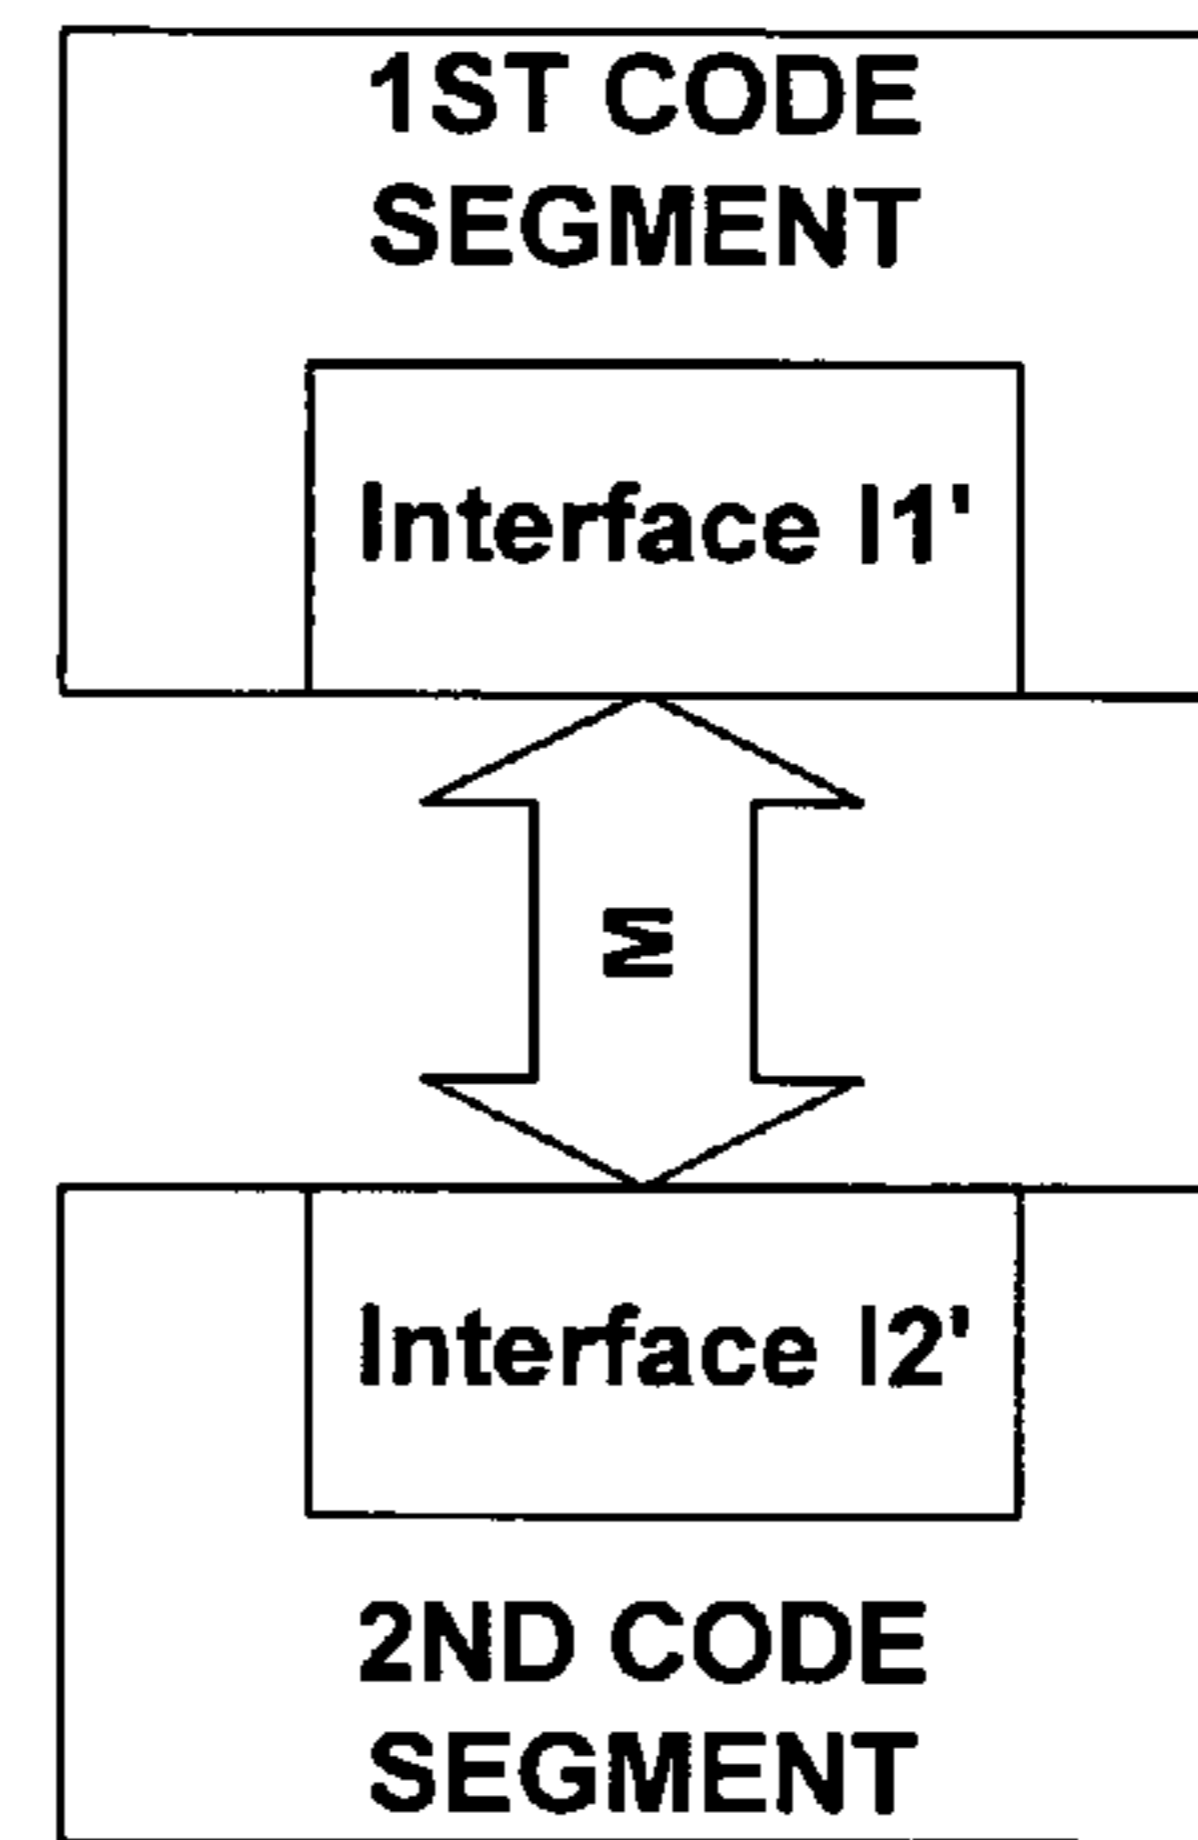 1ST CODE
SEGMENT
Interface I1'
M
Interface I2'
2ND CODE
SEGMENT